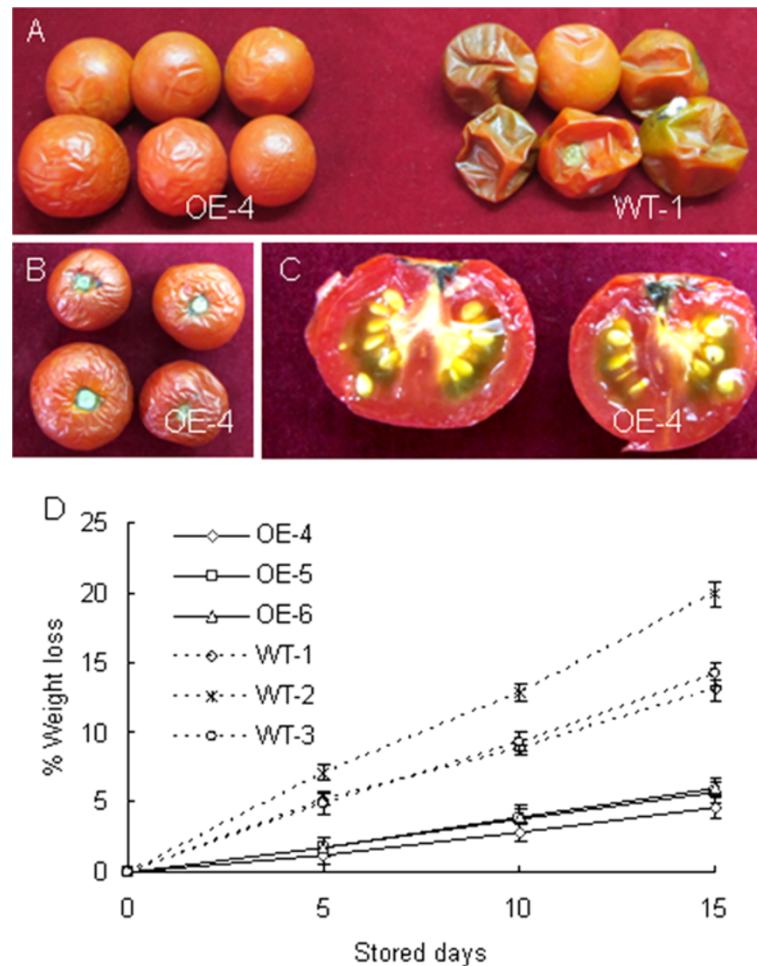 A
OE-4
WT-1
B
OE-4
C
OE-4
D
25
20
15
10
5
0
% Weight loss
OE-4
OE-5
OE-6
WT-1
WT-2
WT-3
0
5
10
15
Stored days